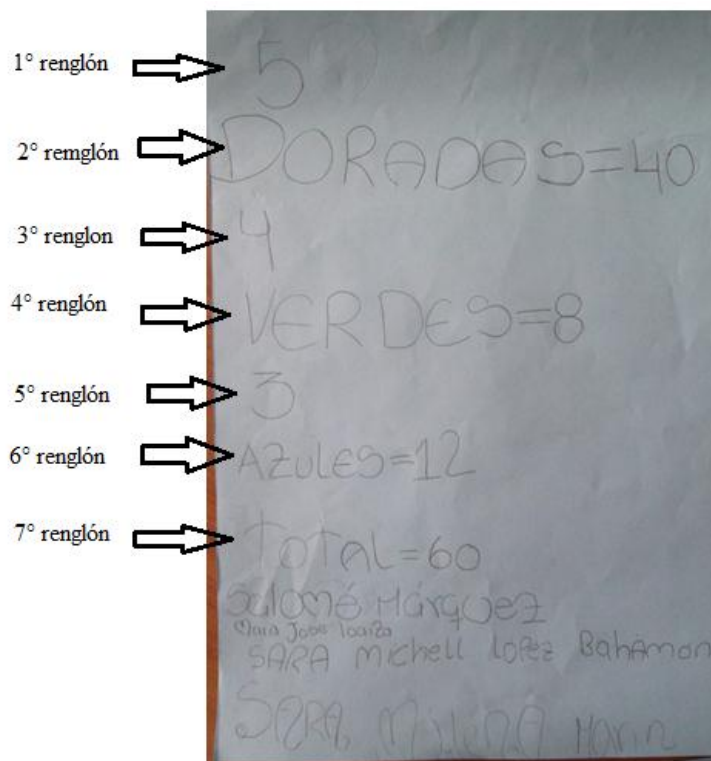 1° renglón
5
2° remglón
DORADAS=40
3° renglon
4
4° renglón
VERDES=8
5° renglón
3
6° renglón
AZULES=12
7° renglón
TOTAL=60
Salomé Márquez
Maria Jose loaiza
SARA michell lopez Bahamon
SARA MileNA Marin